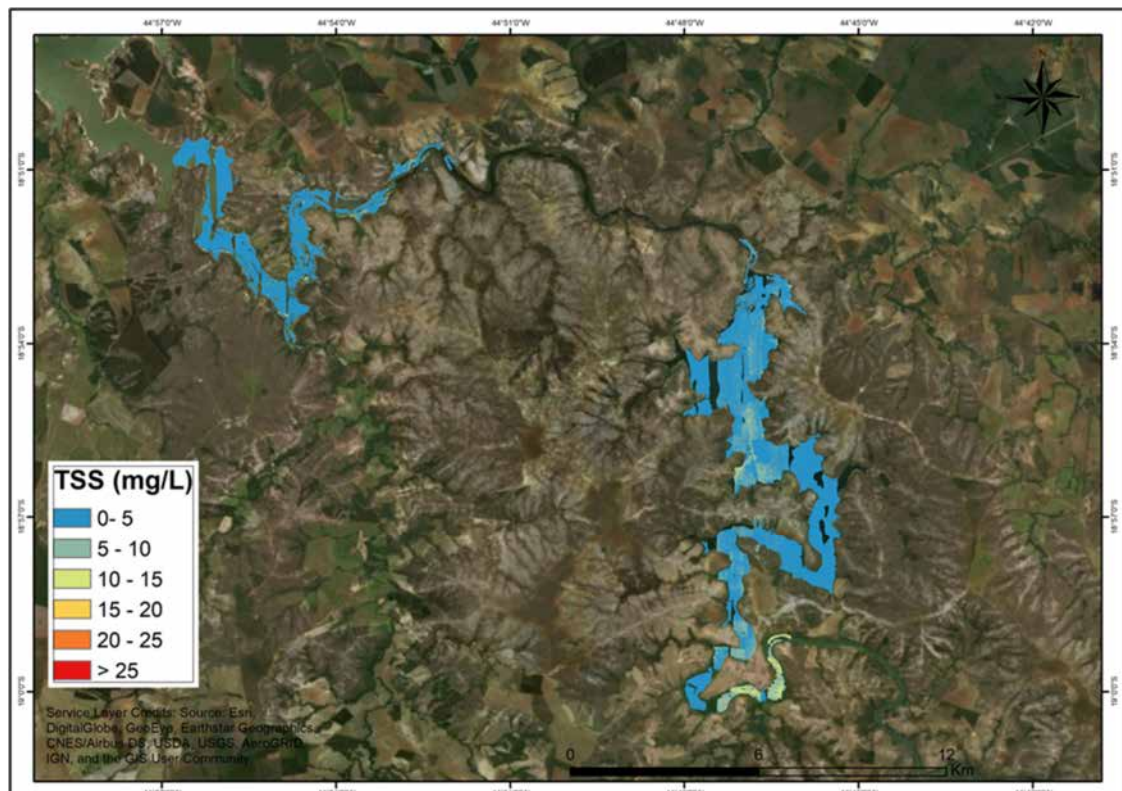 44°57'0"W 44°54'0"W 44°51'0"W 44°48'0"W 44°45'0"W 44°42'0"W
18°51'0"S 18°51'0"S
18°54'0"S 18°54'0"S
18°57'0"S 18°57'0"S
19°0'0"S 19°0'0"S
TSS (mg/L)
0- 5
5 - 10
10 - 15
15 - 20
20 - 25
> 25
Service Layer Credits: Source: Esri,
DigitalGlobe, GeoEye, Earthstar Geographics,
CNES/Airbus DS, USDA, USGS, AeroGRID,
IGN, and the GIS User Community
0 6 12
Km